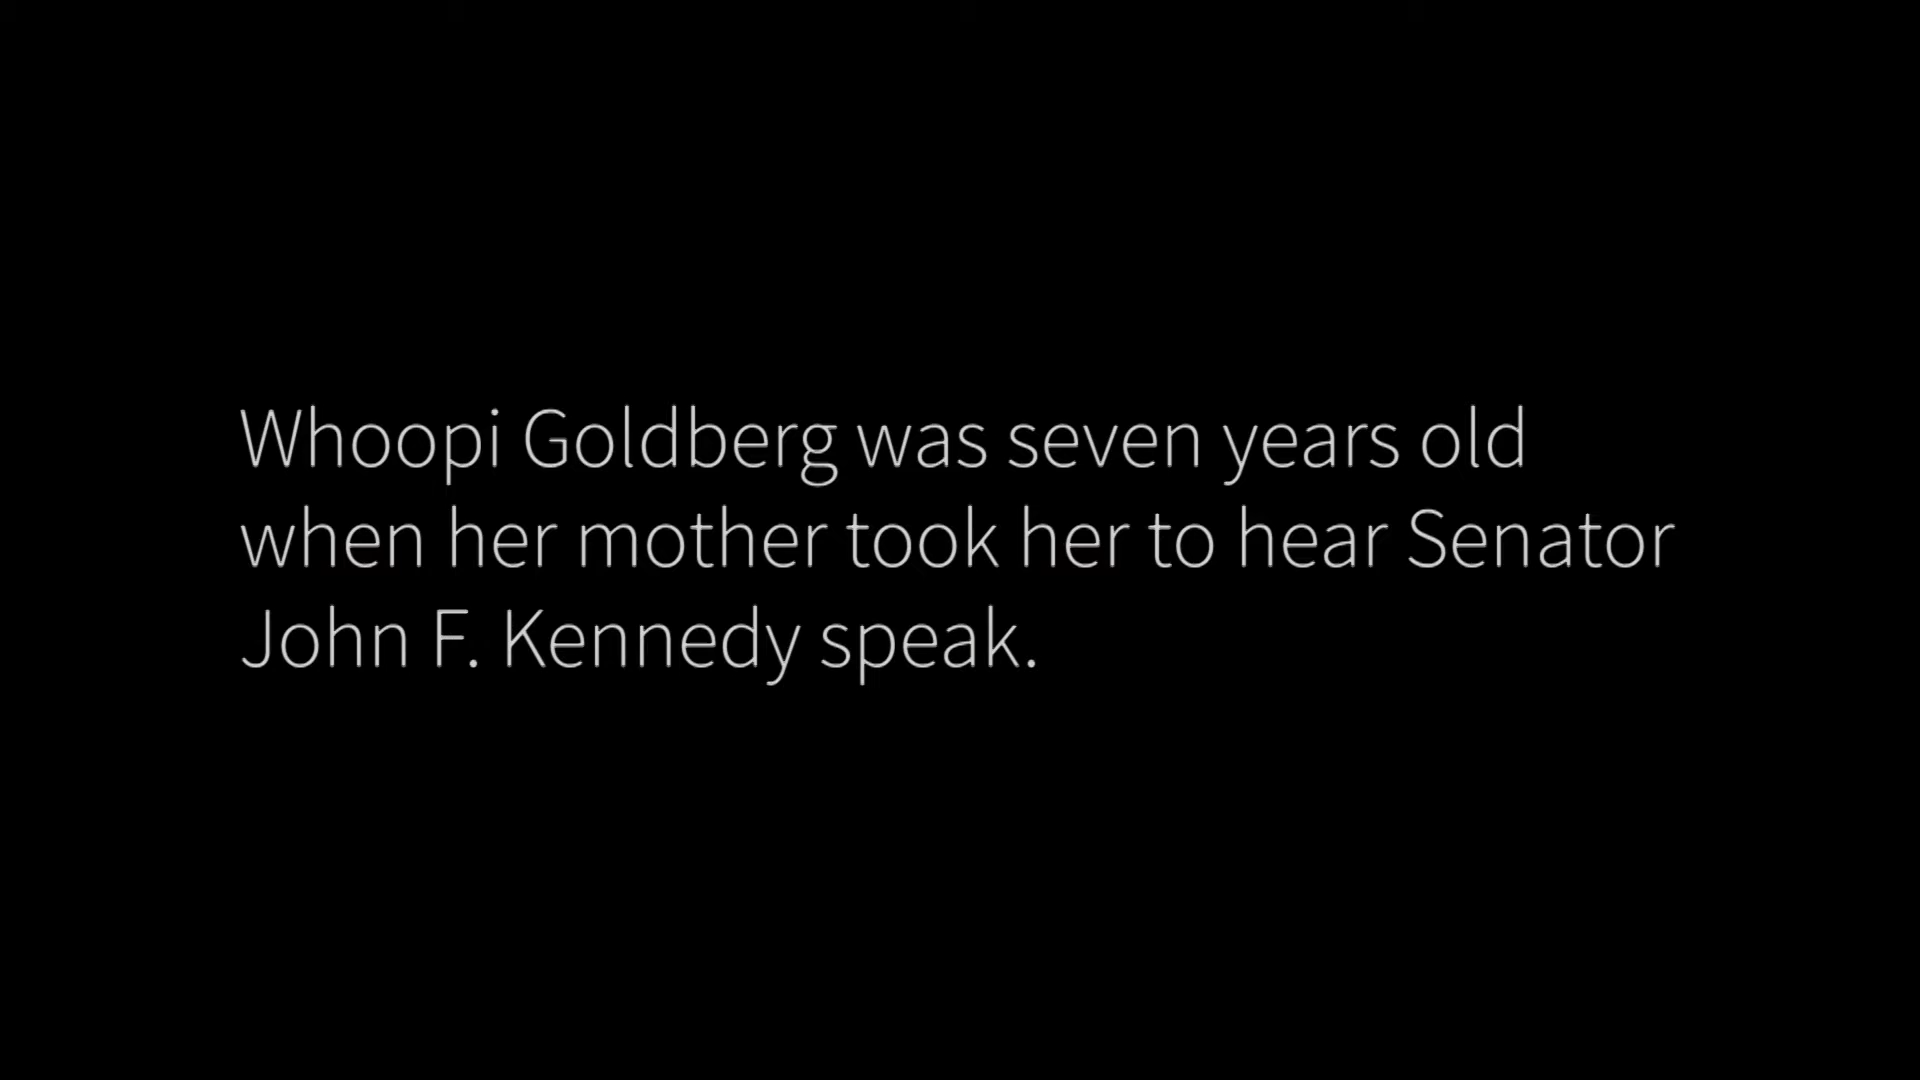 Whoopi Goldberg was seven years old
when her mother took her to hear Senator
John F. Kennedy speak.